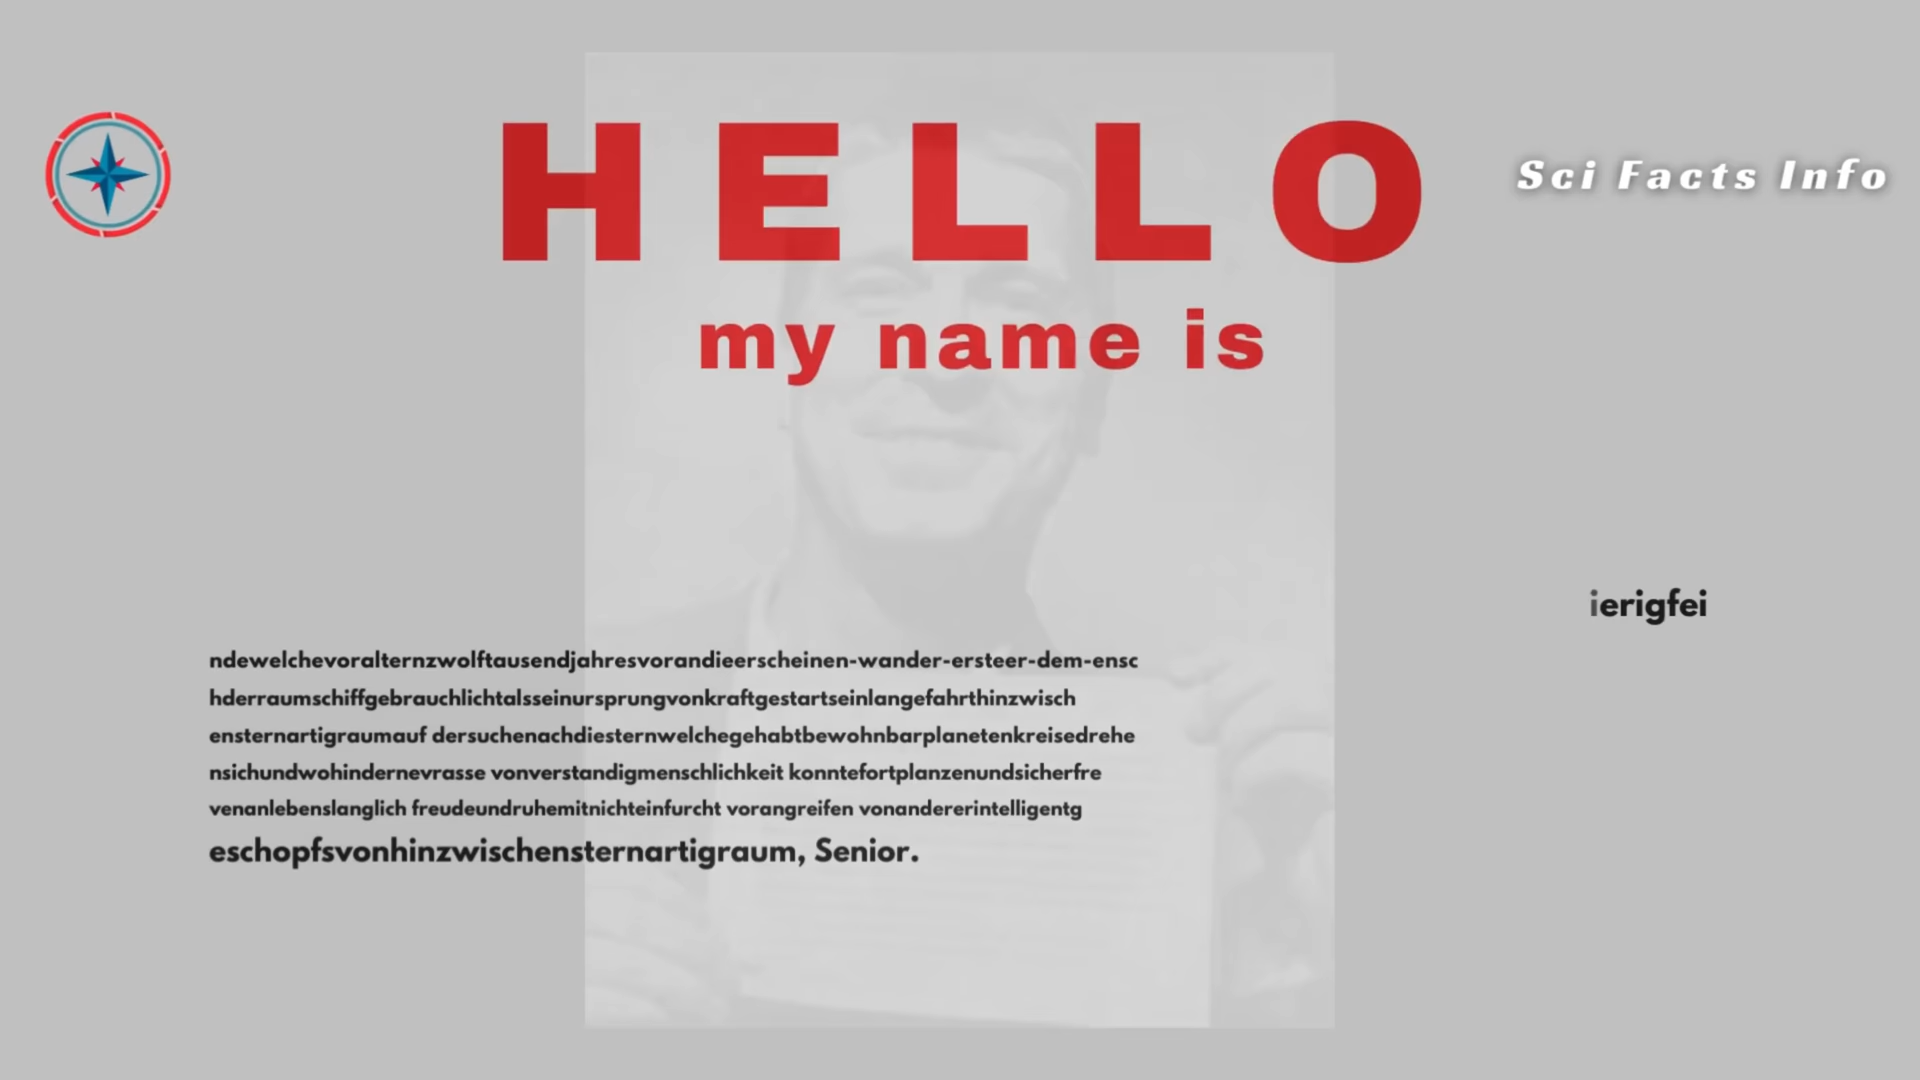 HELLO
Sci Facts Info
my name is
ierigfei
ndewelchevoralternzwolftausendjahresvorandieerscheinen-wander-ersteer-dem-ensc
hderraumschiffgebrauchlichtalsseinursprungvonkraftgestartseinlangefahrthinzwisch
ensternartigraumauf dersuchenachdiesternwelchegehabtbewohnbarplanetenkreisedrehe
nsichundwohindernevrasse vonverstandigmenschlichkeit konntefortplanzenundsicherfre
venanlebenslanglich freudeundruhemitnichteinfurcht vorangreifen vonandererintelligentg
eschopfsvonhinzwischensternartigraum, Senior.